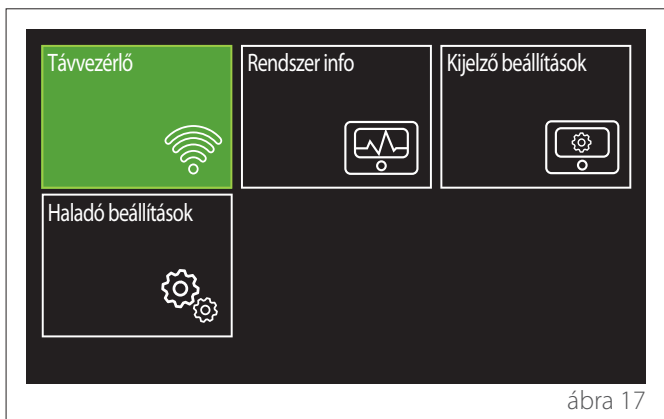 Távvezérlő
Rendszer info
Kijelző beállítások
Haladó beállítások
ábra 17